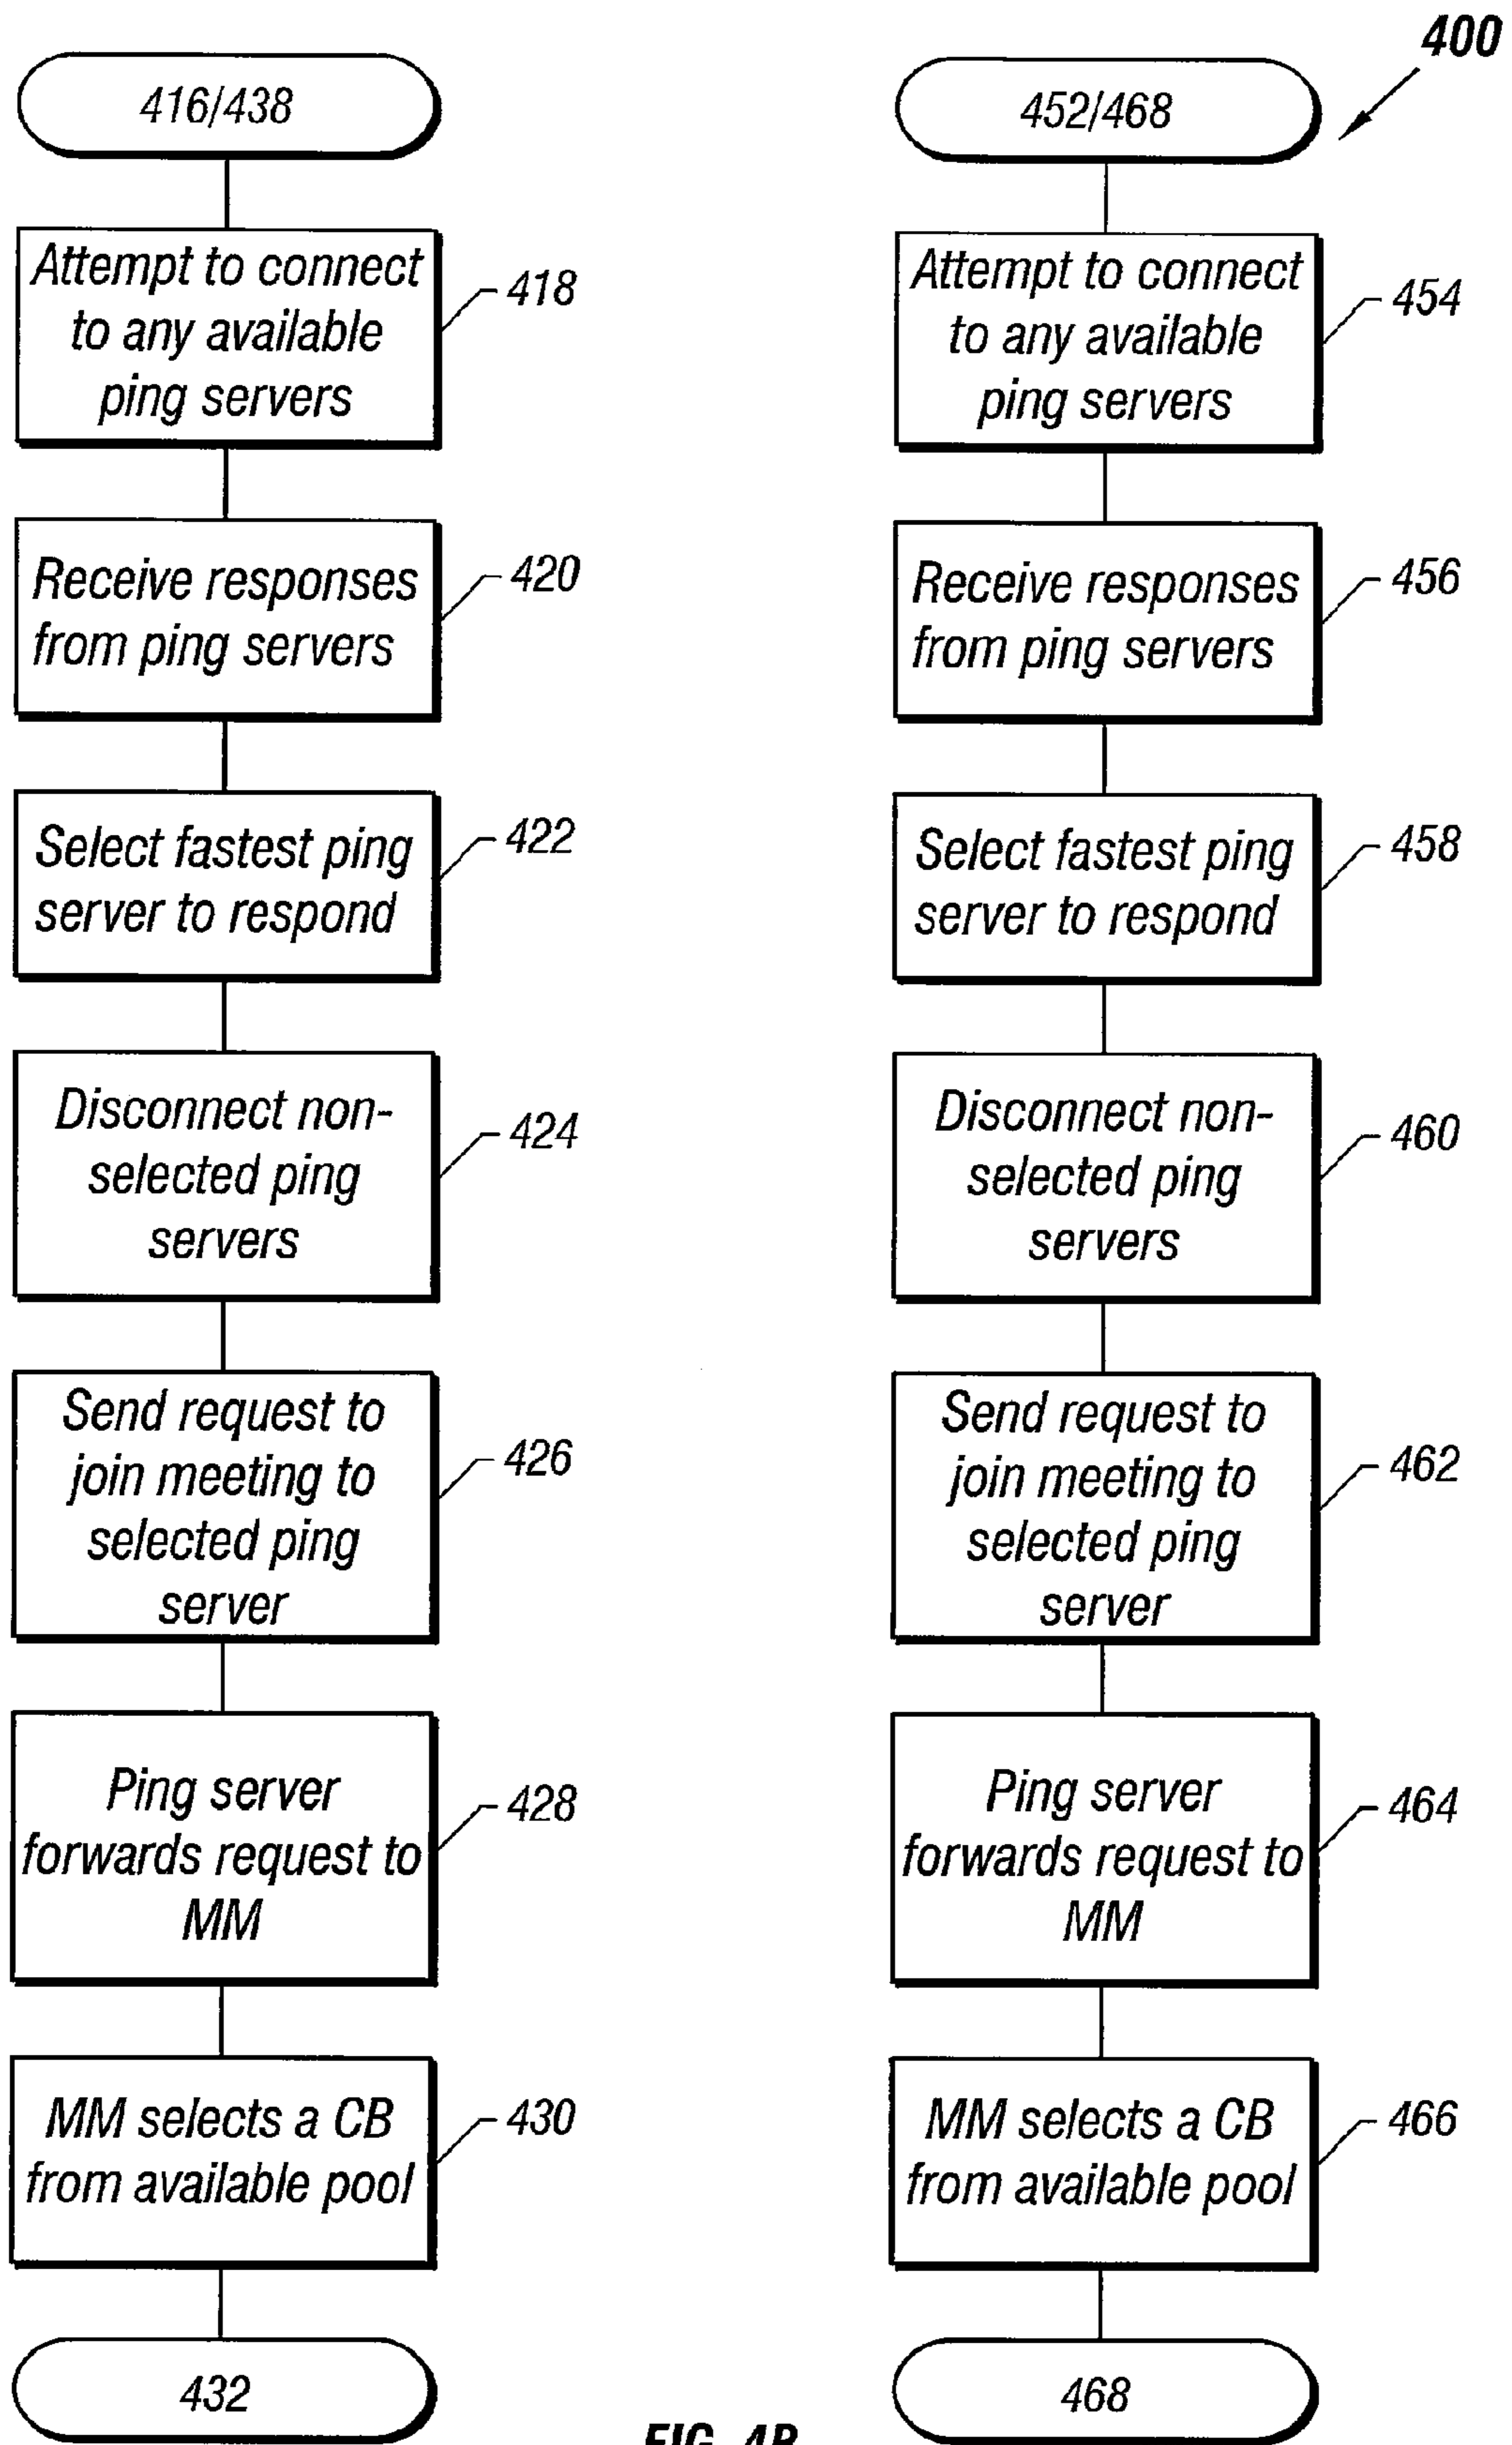 400
416/438
Attempt to connect
to any available
ping servers
418
Receive responses
from ping servers
420
Select fastest ping
server to respond
422
Disconnect non-
selected ping
servers
424
Send request to
join meeting to
selected ping
server
426
Ping server
forwards request to
MM
428
MM selects a CB
from available pool
430
432
452/468
Attempt to connect
to any available
ping servers
454
Receive responses
from ping servers
456
Select fastest ping
server to respond
458
Disconnect non-
selected ping
servers
460
Send request to
join meeting to
selected ping
server
462
Ping server
forwards request to
MM
464
MM selects a CB
from available pool
466
468
FIG. 4B